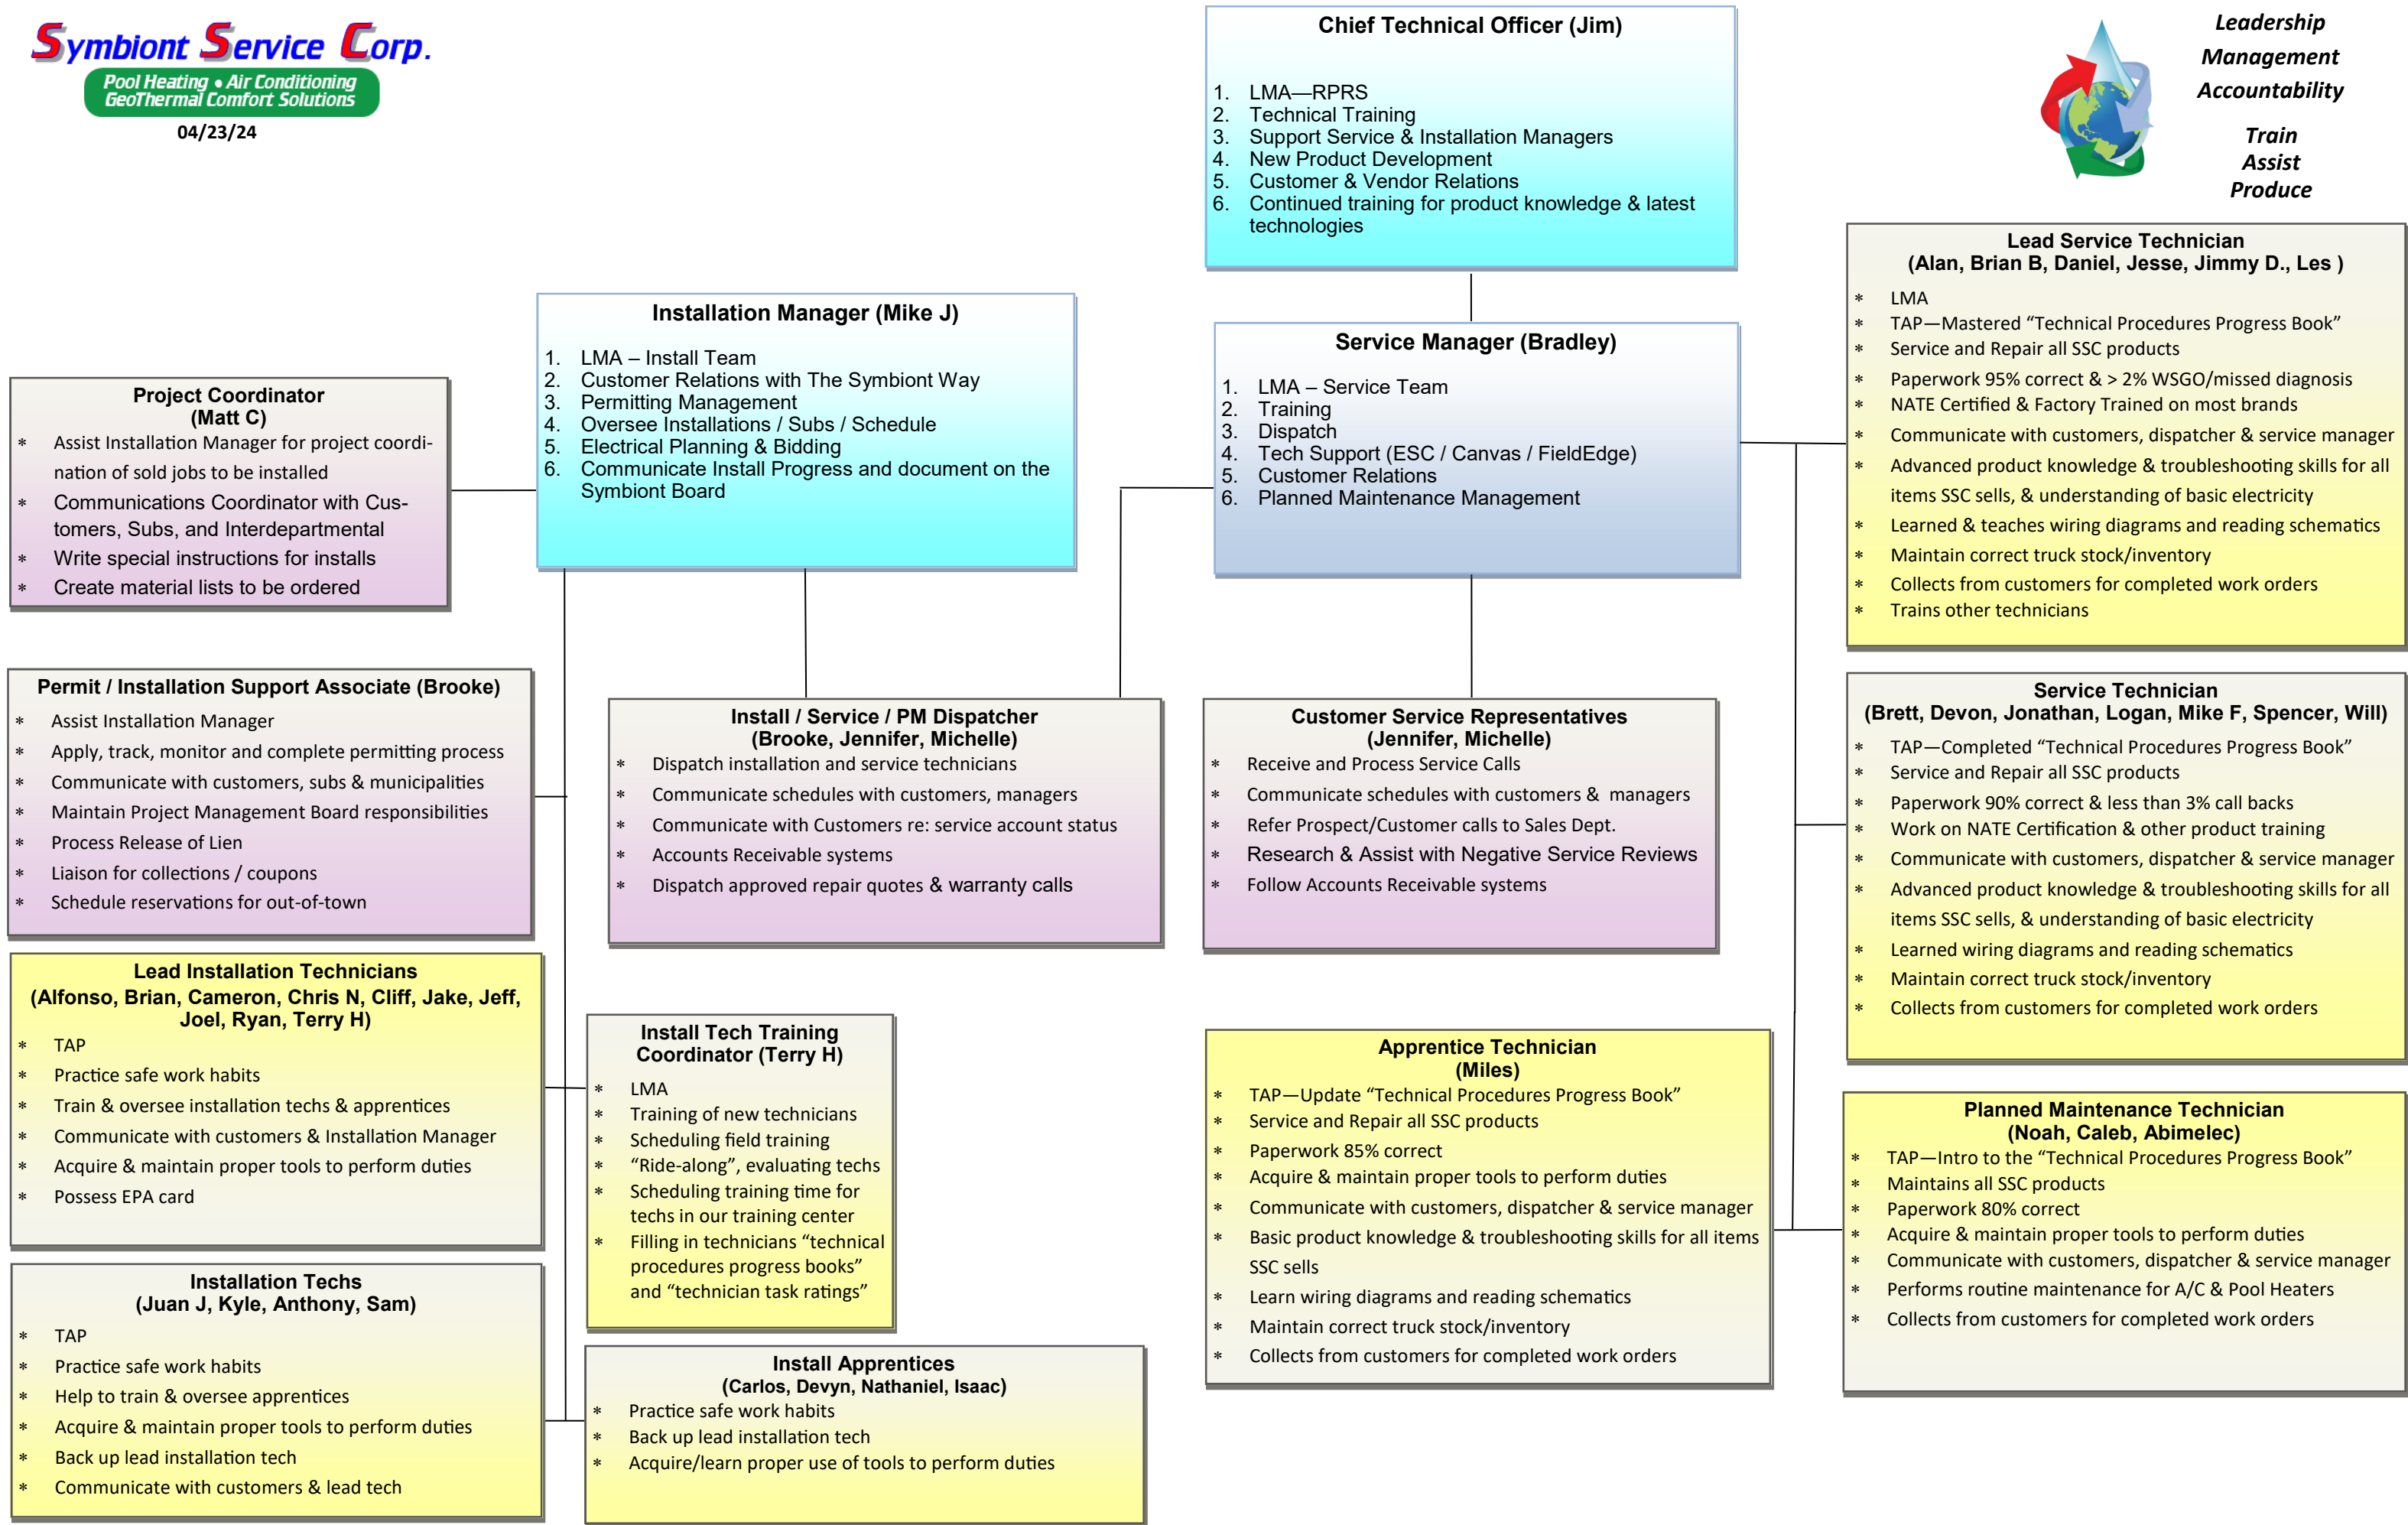 Symbiont Service Corp.
Pool Heating • Air Conditioning
GeoThermal Comfort Solutions
04/23/24
Chief Technical Officer (Jim)
1. LMA—RPRS
2. Technical Training
3. Support Service & Installation Managers
4. New Product Development
5. Customer & Vendor Relations
6. Continued training for product knowledge & latest
technologies
Leadership
Management
Accountability
Train
Assist
Produce
Installation Manager (Mike J)
1. LMA – Install Team
2. Customer Relations with The Symbiont Way
3. Permitting Management
4. Oversee Installations / Subs / Schedule
5. Electrical Planning & Bidding
6. Communicate Install Progress and document on the
Symbiont Board
Service Manager (Bradley)
1. LMA – Service Team
2. Training
3. Dispatch
4. Tech Support (ESC / Canvas / FieldEdge)
5. Customer Relations
6. Planned Maintenance Management
Project Coordinator
(Matt C)
* Assist Installation Manager for project coordi-
nation of sold jobs to be installed
* Communications Coordinator with Cus-
tomers, Subs, and Interdepartmental
* Write special instructions for installs
* Create material lists to be ordered
Lead Service Technician
(Alan, Brian B, Daniel, Jesse, Jimmy D., Les )
* LMA
* TAP—Mastered “Technical Procedures Progress Book”
* Service and Repair all SSC products
* Paperwork 95% correct & > 2% WSGO/missed diagnosis
* NATE Certified & Factory Trained on most brands
* Communicate with customers, dispatcher & service manager
* Advanced product knowledge & troubleshooting skills for all
items SSC sells, & understanding of basic electricity
* Learned & teaches wiring diagrams and reading schematics
* Maintain correct truck stock/inventory
* Collects from customers for completed work orders
* Trains other technicians
Permit / Installation Support Associate (Brooke)
* Assist Installation Manager
* Apply, track, monitor and complete permitting process
* Communicate with customers, subs & municipalities
* Maintain Project Management Board responsibilities
* Process Release of Lien
* Liaison for collections / coupons
* Schedule reservations for out-of-town
Install / Service / PM Dispatcher
(Brooke, Jennifer, Michelle)
* Dispatch installation and service technicians
* Communicate schedules with customers, managers
* Communicate with Customers re: service account status
* Accounts Receivable systems
* Dispatch approved repair quotes & warranty calls
Customer Service Representatives
(Jennifer, Michelle)
* Receive and Process Service Calls
* Communicate schedules with customers & managers
* Refer Prospect/Customer calls to Sales Dept.
* Research & Assist with Negative Service Reviews
* Follow Accounts Receivable systems
Service Technician
(Brett, Devon, Jonathan, Logan, Mike F, Spencer, Will)
* TAP—Completed “Technical Procedures Progress Book”
* Service and Repair all SSC products
* Paperwork 90% correct & less than 3% call backs
* Work on NATE Certification & other product training
* Communicate with customers, dispatcher & service manager
* Advanced product knowledge & troubleshooting skills for all
items SSC sells, & understanding of basic electricity
* Learned wiring diagrams and reading schematics
* Maintain correct truck stock/inventory
* Collects from customers for completed work orders
Lead Installation Technicians
(Alfonso, Brian, Cameron, Chris N, Cliff, Jake, Jeff,
Joel, Ryan, Terry H)
* TAP
* Practice safe work habits
* Train & oversee installation techs & apprentices
* Communicate with customers & Installation Manager
* Acquire & maintain proper tools to perform duties
* Possess EPA card
Install Tech Training
Coordinator (Terry H)
* LMA
* Training of new technicians
* Scheduling field training
* “Ride-along”, evaluating techs
* Scheduling training time for
techs in our training center
* Filling in technicians “technical
procedures progress books”
and “technician task ratings”
Apprentice Technician
(Miles)
* TAP—Update “Technical Procedures Progress Book”
* Service and Repair all SSC products
* Paperwork 85% correct
* Acquire & maintain proper tools to perform duties
* Communicate with customers, dispatcher & service manager
* Basic product knowledge & troubleshooting skills for all items
SSC sells
* Learn wiring diagrams and reading schematics
* Maintain correct truck stock/inventory
* Collects from customers for completed work orders
Planned Maintenance Technician
(Noah, Caleb, Abimelec)
* TAP—Intro to the “Technical Procedures Progress Book”
* Maintains all SSC products
* Paperwork 80% correct
* Acquire & maintain proper tools to perform duties
* Communicate with customers, dispatcher & service manager
* Performs routine maintenance for A/C & Pool Heaters
* Collects from customers for completed work orders
Installation Techs
(Juan J, Kyle, Anthony, Sam)
* TAP
* Practice safe work habits
* Help to train & oversee apprentices
* Acquire & maintain proper tools to perform duties
* Back up lead installation tech
* Communicate with customers & lead tech
Install Apprentices
(Carlos, Devyn, Nathaniel, Isaac)
* Practice safe work habits
* Back up lead installation tech
* Acquire/learn proper use of tools to perform duties